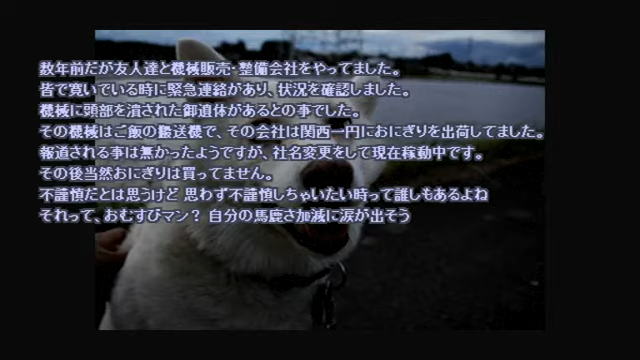 数年前だが友人達と機械販売・整備会社をやってました。
皆で寛いでいる時に緊急連絡があり、状況を確認しました。
機械に頭部を潰された御遺体があるとの事でした。
その機械はご飯の搬送機で、その会社は関西一円におにぎりを出荷してました。
報道される事は無かったようですが、社名変更をして現在稼動中です。
その後当然おにぎりは買ってません。
不謹慎だとは思うけど 思わず不謹慎しちゃいたい時って誰しもあるよね
それって、おむすびマン？ 自分の馬鹿さ加減に涙が出そう